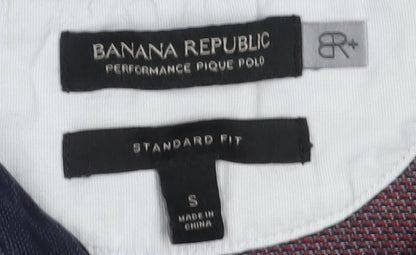 BANANA REPUBLIC
PERFORMANCE PIQUE POLO
BR+
STANDARD FIT
S
MADE IN
CHINA